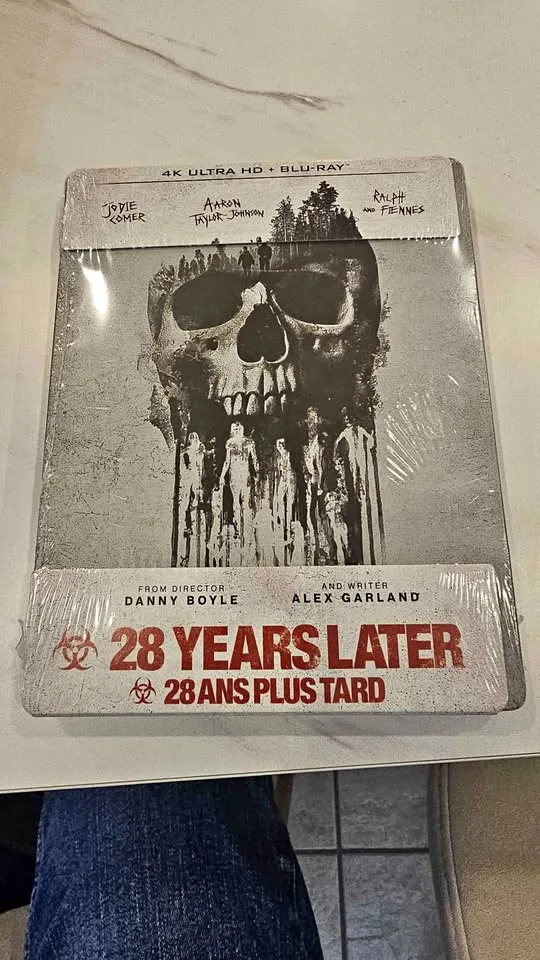 4K ULTRA HD + BLU-RAY™
JODIE COMER
AARON TAYLOR-JOHNSON
AND RALPH FIENNES
FROM DIRECTOR
DANNY BOYLE
AND WRITER
ALEX GARLAND
28 YEARS LATER
28 ANS PLUS TARD